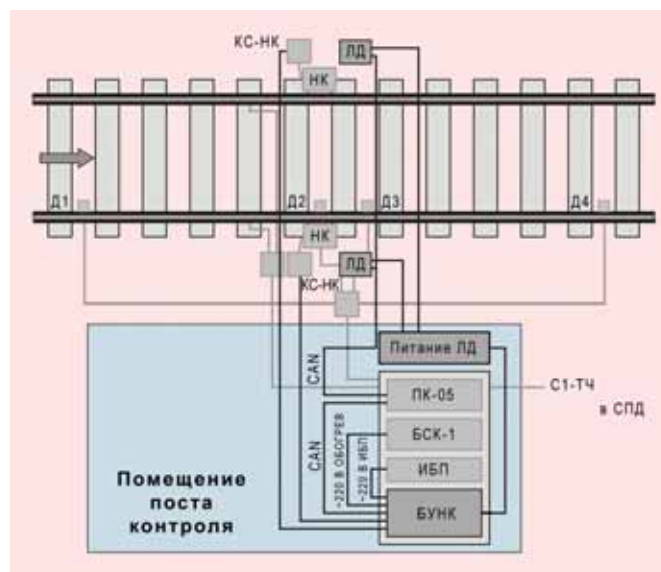 КС-НК
ЛД
НК
Д1
Д2
Д3
Д4
НК
ЛД
КС-НК
Питание ЛД
CAN
ПК-05
С1-ТЧ
в СПД
БСК-1
CAN
~220 В ОБОГРЕВ
~220 В ИБП
ИБП
БУНК
Помещение
поста
контроля